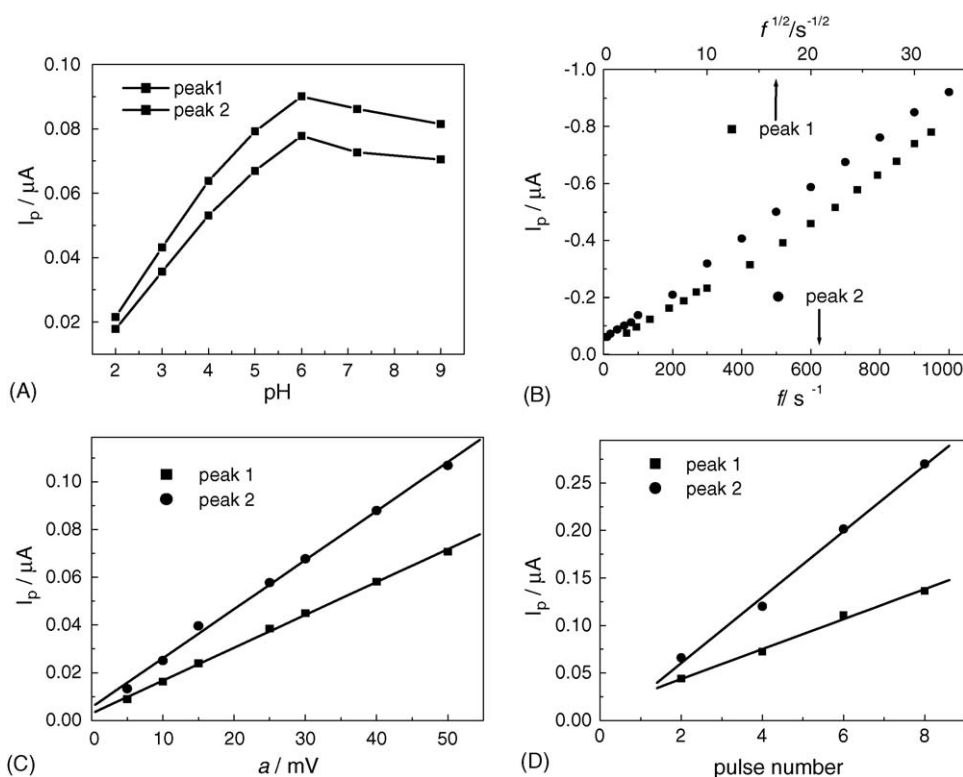 0.10
0.08
0.06
0.04
0.02
I p / µA
peak1
peak 2
2 3 4 5 6 7 8 9
pH
(A)
f 1/2/s-1/2
0 10 20 30
-1.0
-0.8
-0.6
-0.4
-0.2
0.0
I p / µA
peak 1
peak 2
0 200 400 600 800 1000
f/ s -1
(B)
0.10
0.08
0.06
0.04
0.02
0.00
I p / µA
peak 1
peak 2
0 10 20 30 40 50
a / mV
(C)
0.25
0.20
0.15
0.10
0.05
0.00
I p / µA
peak 1
peak 2
0 2 4 6 8
pulse number
(D)